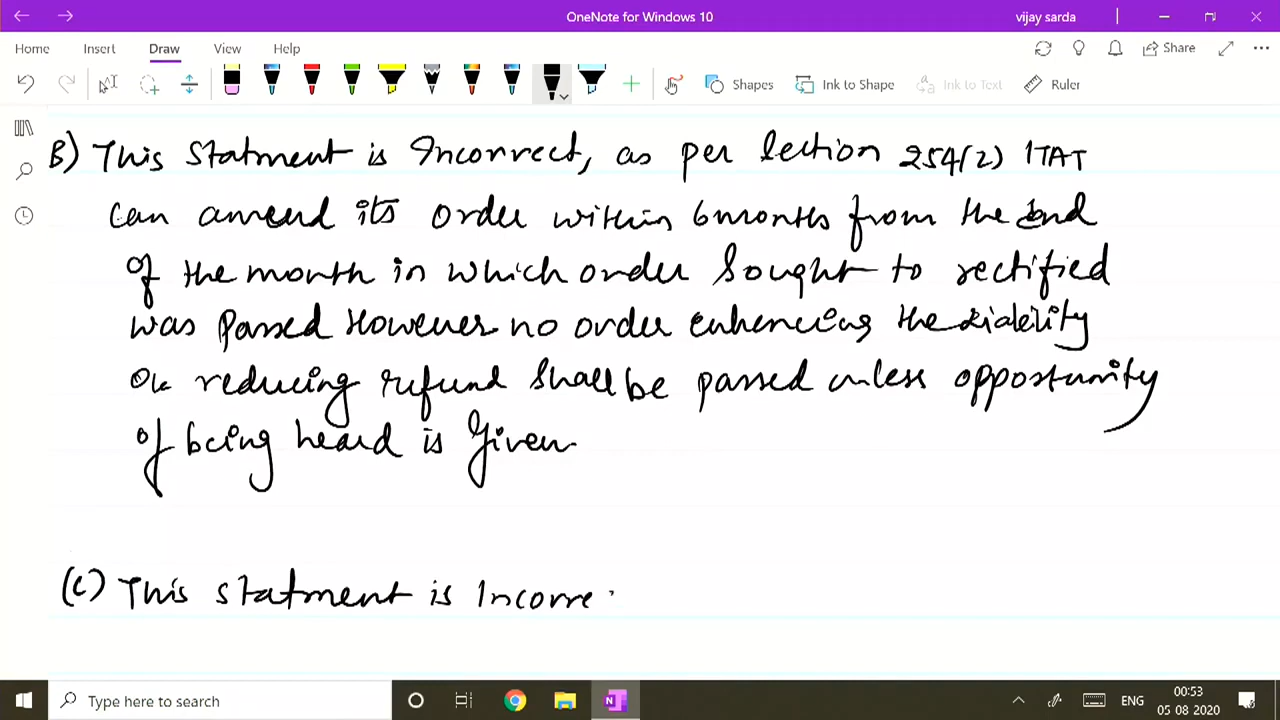 OneNote for Windows 10
vijay sarda
Home Insert Draw View Help
Share
Shapes Ink to Shape Ink to Text Ruler
B) This Statment is Incorrect, as per Section 254(2) ITAT
Can amend its order within 6 months from the End
of the month in which order Sought to rectified
was passed However no order enhencing the liability
Or reducing refund Shall be passed unless opportunity
of being heard is Given
(C) This statment is Incorre
Type here to search
ENG
00:53
05-08-2020